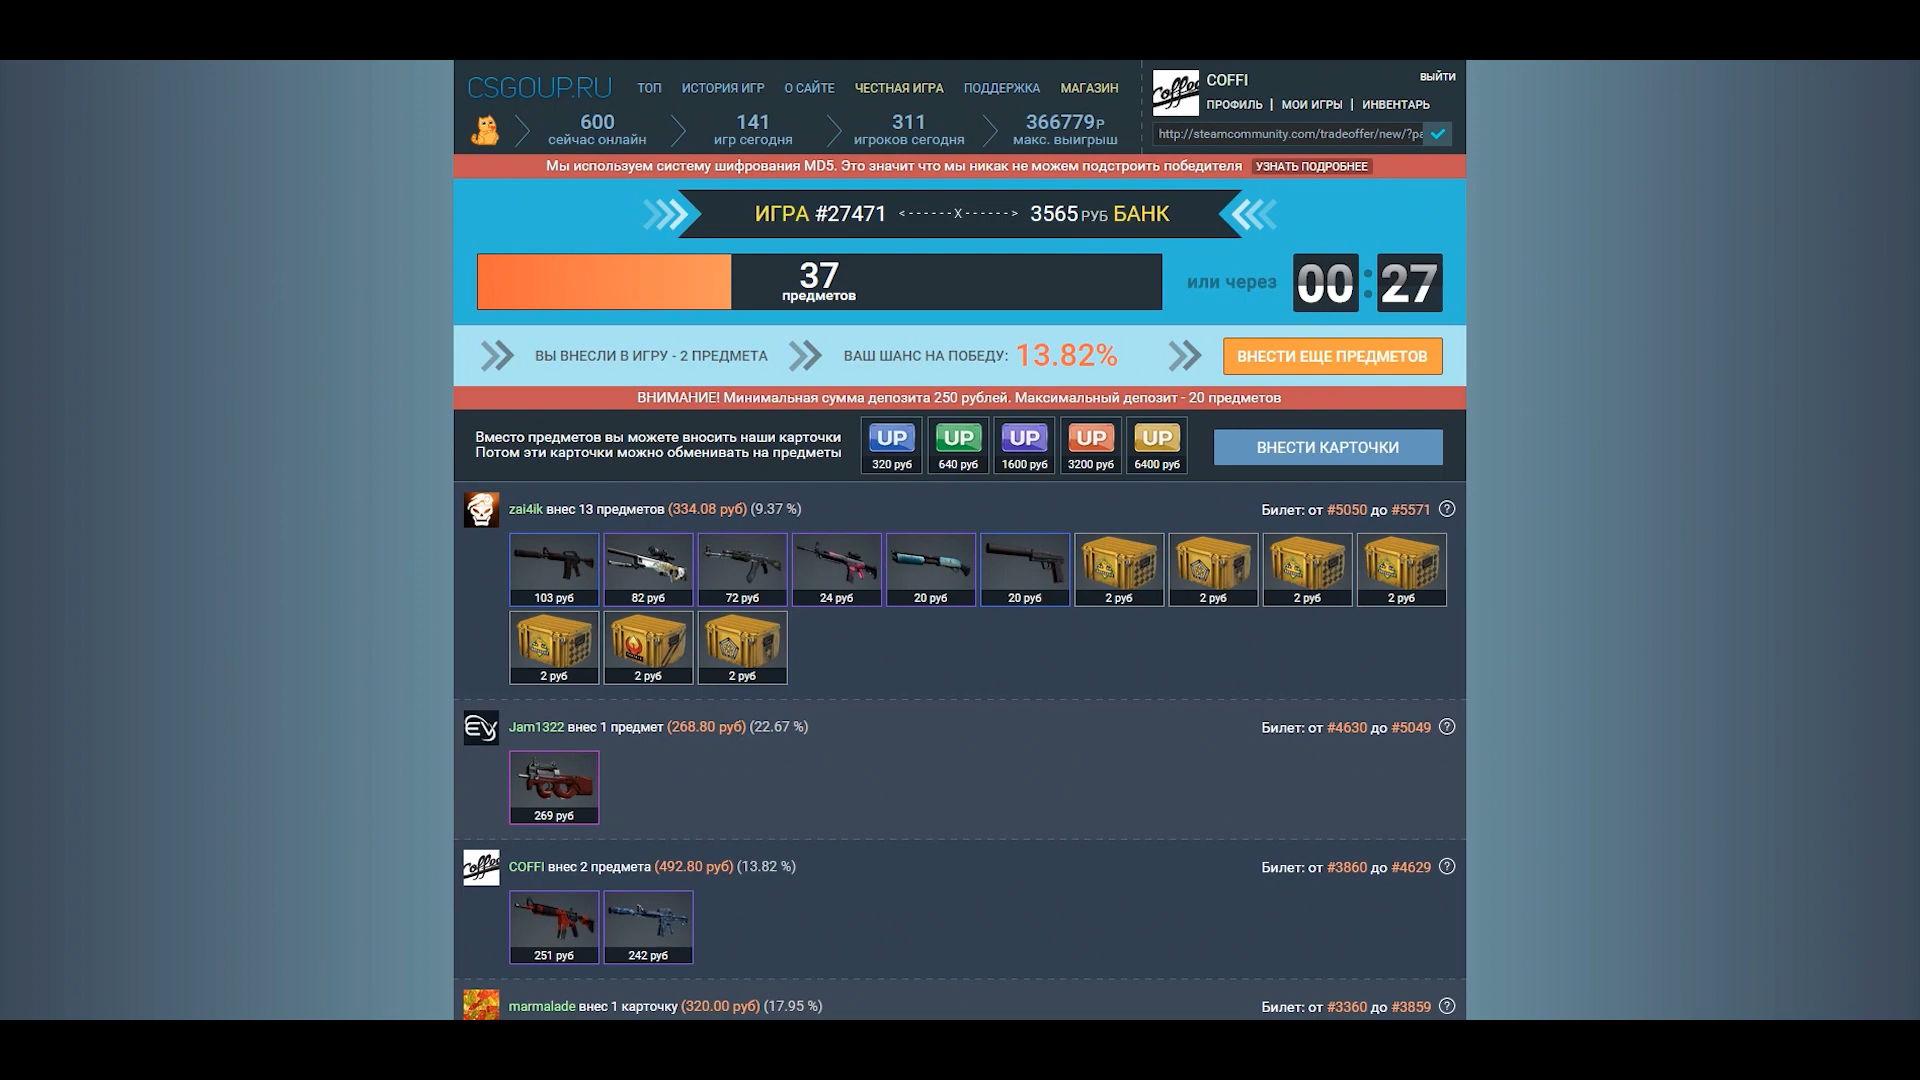 CSGOUP.RU
ТОП ИСТОРИЯ ИГР О САЙТЕ ЧЕСТНАЯ ИГРА ПОДДЕРЖКА МАГАЗИН
Coffee COFFI ВЫЙТИ
ПРОФИЛЬ | МОИ ИГРЫ | ИНВЕНТАРЬ
600 141 311 366779Р
сейчас онлайн игр сегодня игроков сегодня макс. выигрыш
http://steamcommunity.com/tradeoffer/new/?pa
Мы используем систему шифрования MD5. Это значит что мы никак не можем подстроить победителя УЗНАТЬ ПОДРОБНЕЕ
ИГРА #27471 <------x------> 3565 РУБ БАНК
37
предметов
или через 00:27
ВЫ ВНЕСЛИ В ИГРУ - 2 ПРЕДМЕТА ВАШ ШАНС НА ПОБЕДУ: 13.82% ВНЕСТИ ЕЩЕ ПРЕДМЕТОВ
ВНИМАНИЕ! Минимальная сумма депозита 250 рублей. Максимальный депозит - 20 предметов
Вместо предметов вы можете вносить наши карточки
Потом эти карточки можно обменивать на предметы
UP UP UP UP UP
320 руб 640 руб 1600 руб 3200 руб 6400 руб
ВНЕСТИ КАРТОЧКИ
zai4ik внес 13 предметов (334.08 руб) (9.37 %) Билет: от #5050 до #5571 ?
103 руб 82 руб 72 руб 24 руб 20 руб 20 руб 2 руб 2 руб 2 руб 2 руб
2 руб 2 руб 2 руб
EV Jam1322 внес 1 предмет (268.80 руб) (22.67 %) Билет: от #4630 до #5049 ?
269 руб
Coffee COFFI внес 2 предмета (492.80 руб) (13.82 %) Билет: от #3860 до #4629 ?
251 руб 242 руб
marmalade внес 1 карточку (320.00 руб) (17.95 %) Билет: от #3360 до #3859 ?